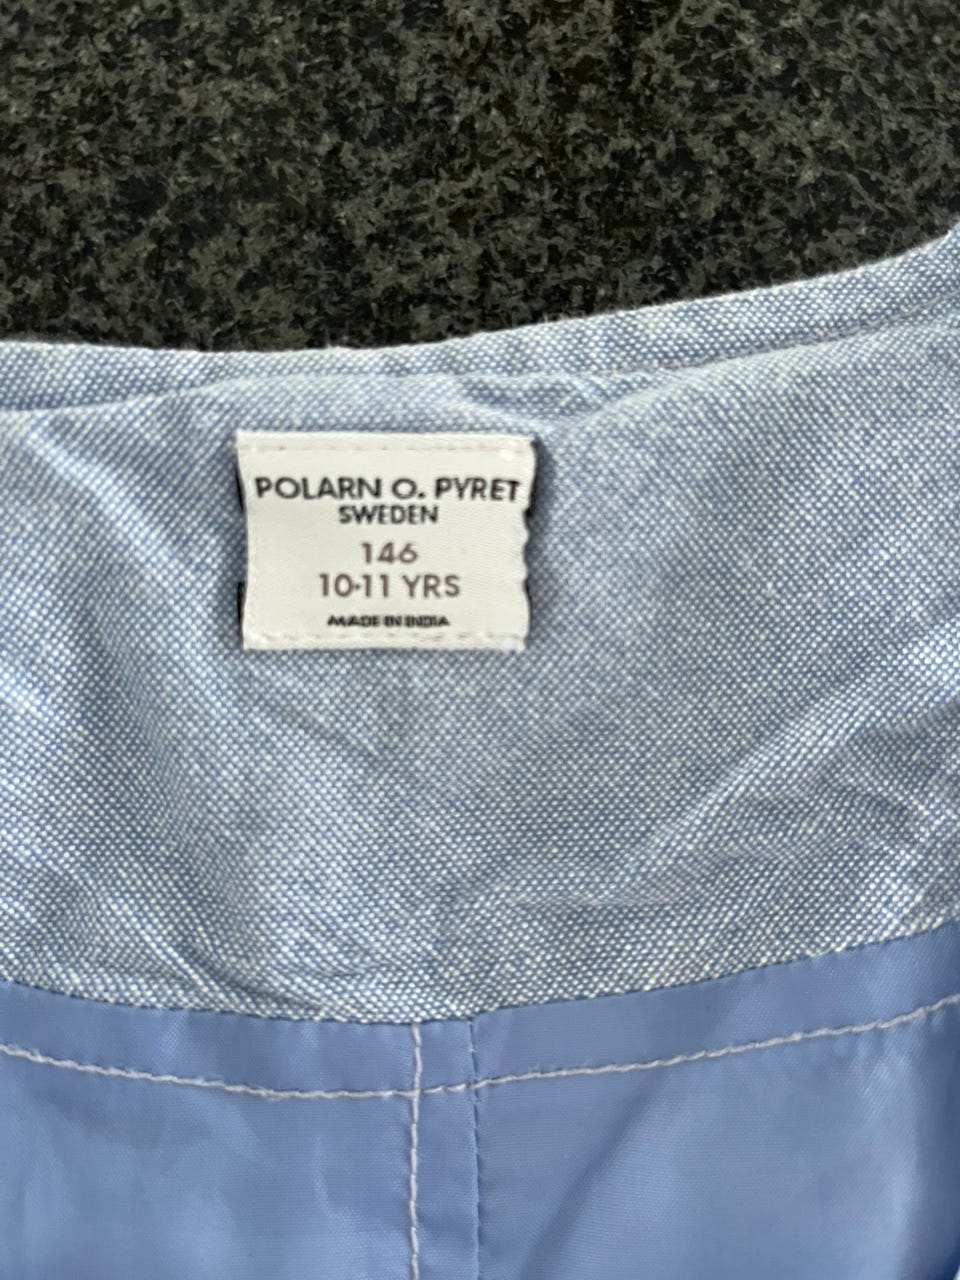 POLARN O. PYRET
SWEDEN
146
10-11 YRS
MADE IN INDIA